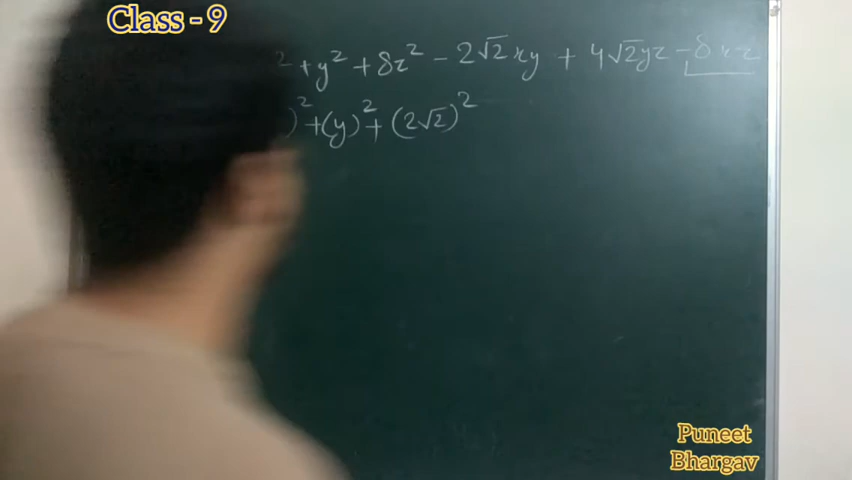 Class - 9
² + y² + 8z² - 2√2xy + 4√2yz - 8xz
)² + (y)² + (2√2)²
Puneet
Bhargav